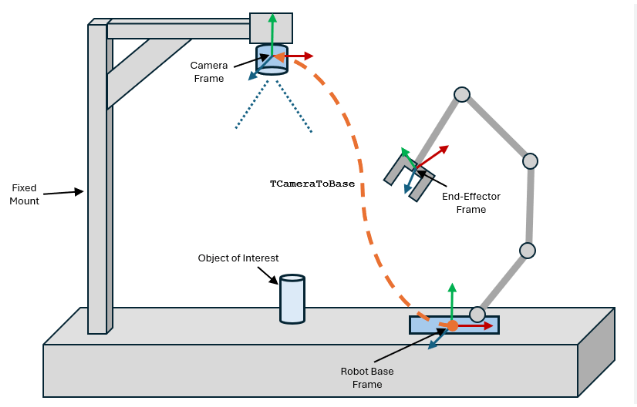 Camera
Frame
TCameraToBase
Fixed
Mount
End-Effector
Frame
Object of Interest
Robot Base
Frame